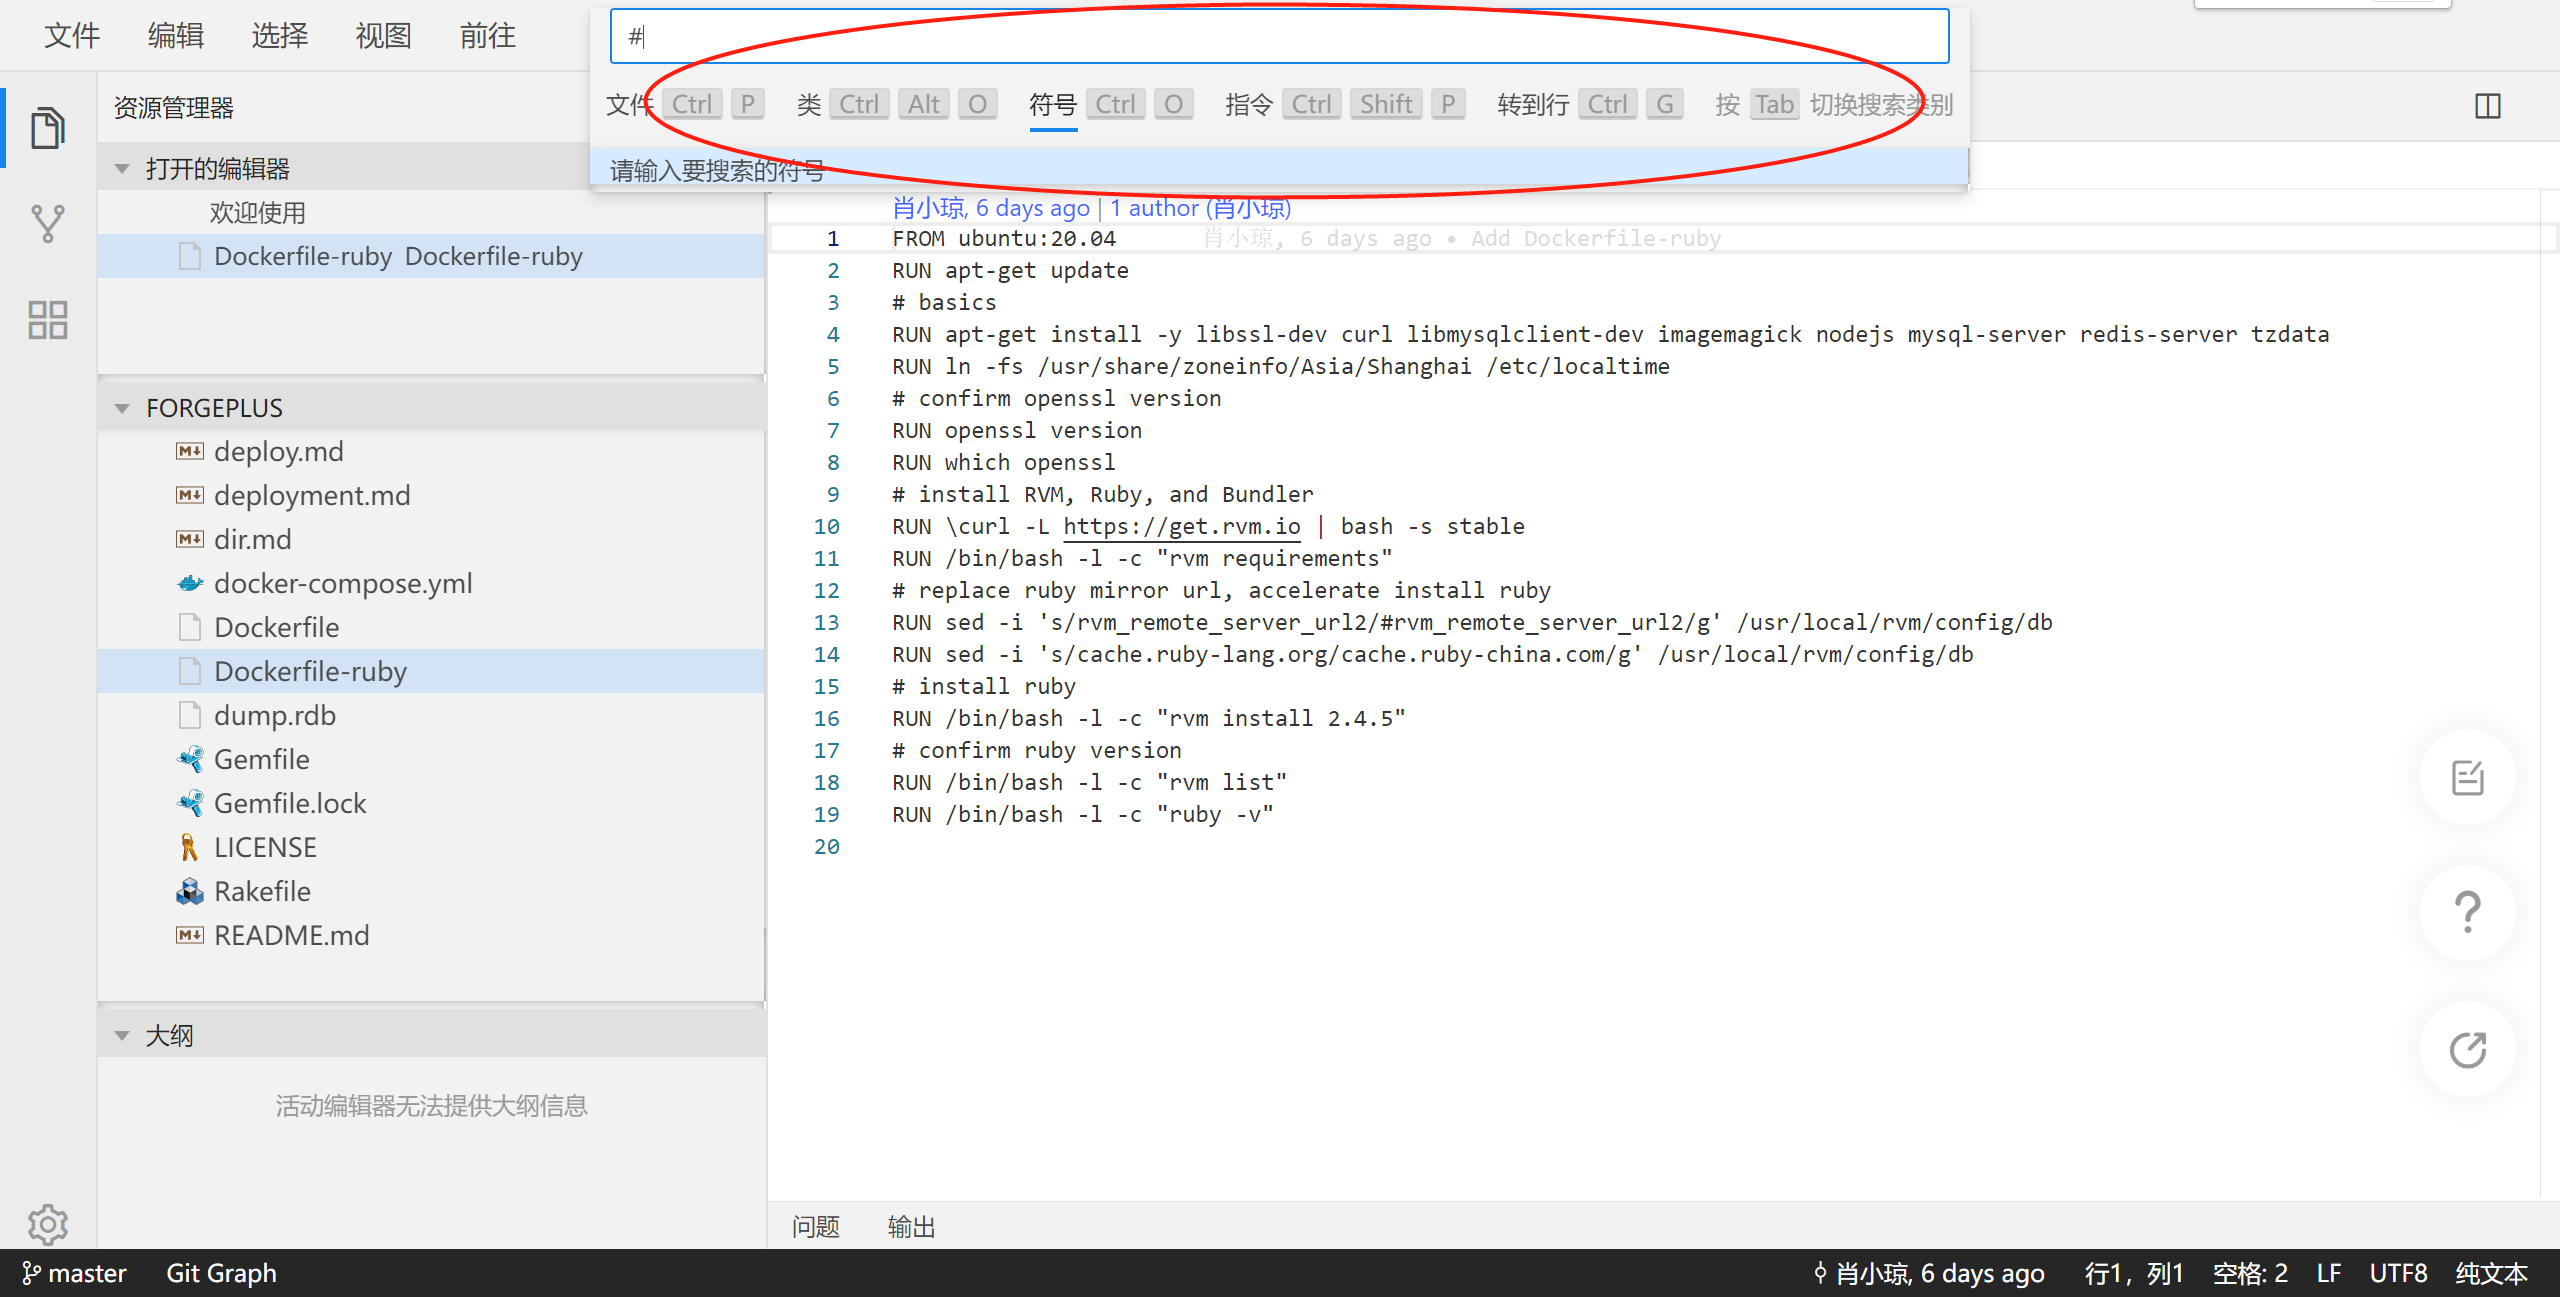 文件 编辑 选择 视图 前往
#
文件 Ctrl P 类 Ctrl Alt O 符号 Ctrl O 指令 Ctrl Shift P 转到行 Ctrl G 按 Tab 切换搜索类别
请输入要搜索的符号
资源管理器
打开的编辑器
欢迎使用
Dockerfile-ruby Dockerfile-ruby
FORGEPLUS
deploy.md
deployment.md
dir.md
docker-compose.yml
Dockerfile
Dockerfile-ruby
dump.rdb
Gemfile
Gemfile.lock
LICENSE
Rakefile
README.md
大纲
活动编辑器无法提供大纲信息
肖小琼, 6 days ago | 1 author (肖小琼)
1 FROM ubuntu:20.04 肖小琼, 6 days ago • Add Dockerfile-ruby
2 RUN apt-get update
3 # basics
4 RUN apt-get install -y libssl-dev curl libmysqlclient-dev imagemagick nodejs mysql-server redis-server tzdata
5 RUN ln -fs /usr/share/zoneinfo/Asia/Shanghai /etc/localtime
6 # confirm openssl version
7 RUN openssl version
8 RUN which openssl
9 # install RVM, Ruby, and Bundler
10 RUN \curl -L https://get.rvm.io | bash -s stable
11 RUN /bin/bash -l -c "rvm requirements"
12 # replace ruby mirror url, accelerate install ruby
13 RUN sed -i 's/rvm_remote_server_url2/#rvm_remote_server_url2/g' /usr/local/rvm/config/db
14 RUN sed -i 's/cache.ruby-lang.org/cache.ruby-china.com/g' /usr/local/rvm/config/db
15 # install ruby
16 RUN /bin/bash -l -c "rvm install 2.4.5"
17 # confirm ruby version
18 RUN /bin/bash -l -c "rvm list"
19 RUN /bin/bash -l -c "ruby -v"
20
问题 输出
master Git Graph 肖小琼, 6 days ago 行1，列1 空格: 2 LF UTF8 纯文本